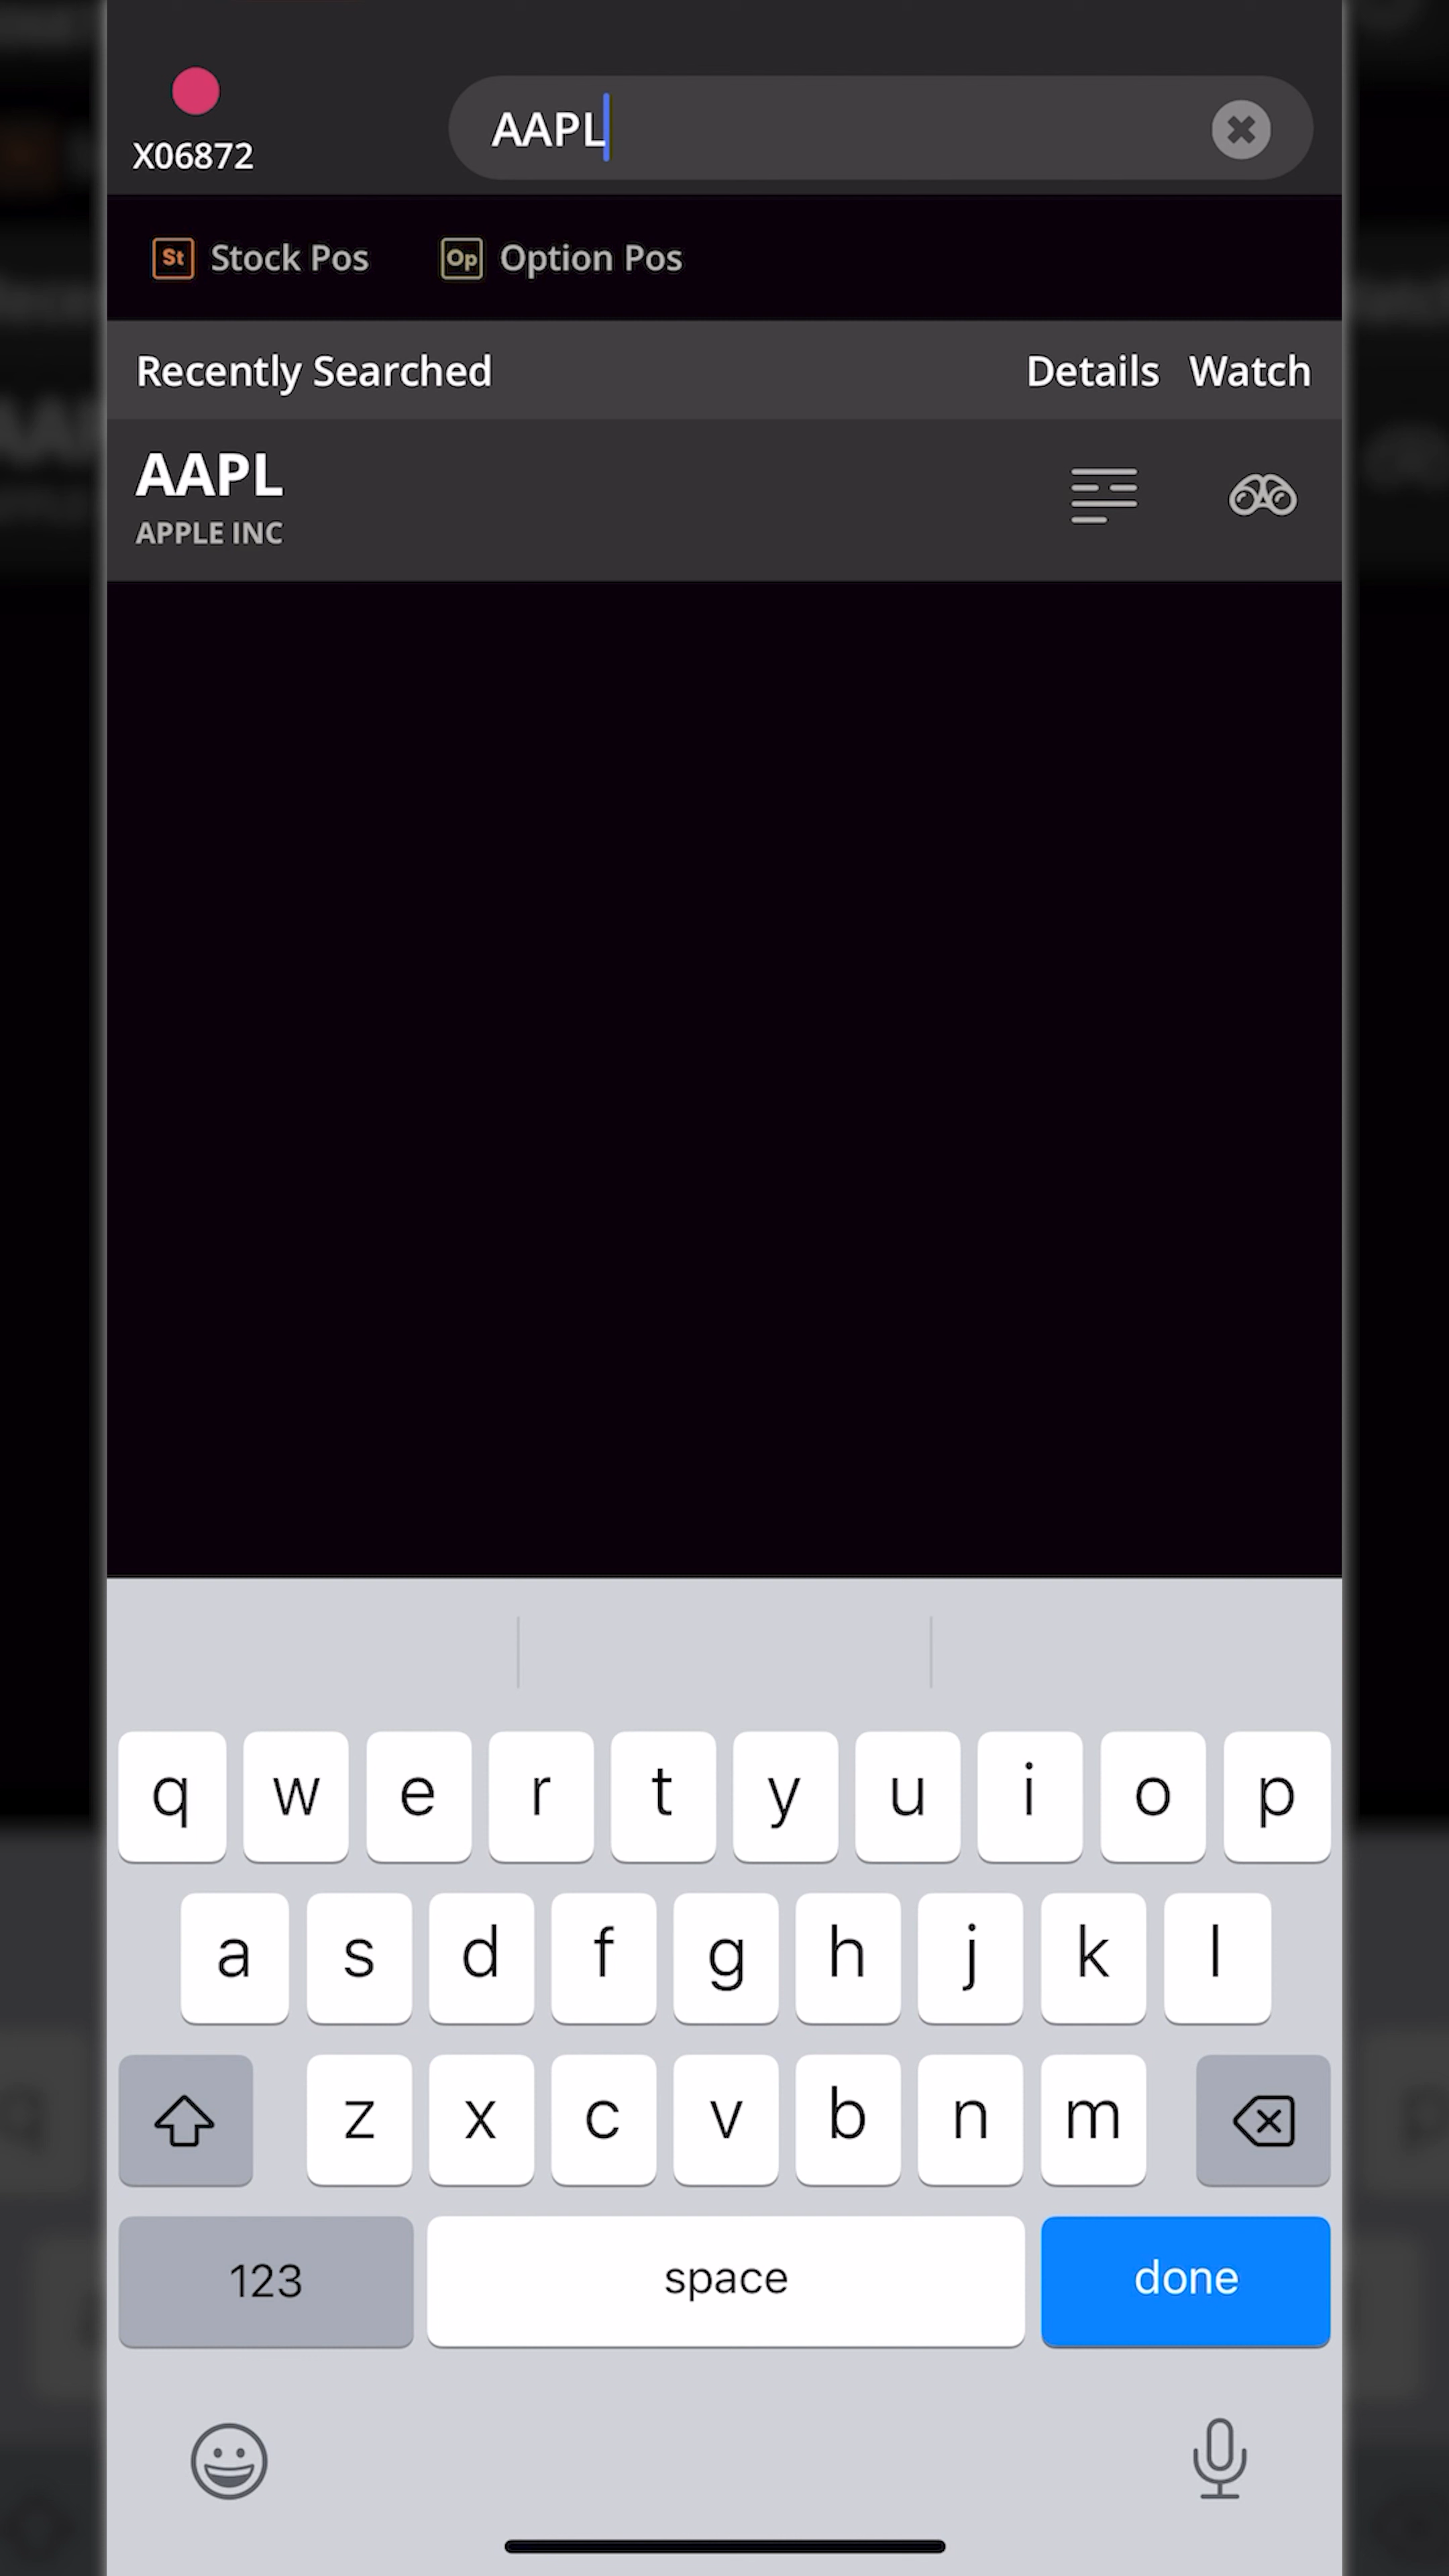 AAPL
X06872
St Stock Pos Op Option Pos
Recently Searched Details Watch
AAPL
APPLE INC
q w e r t y u i o p
a s d f g h j k l
z x c v b n m
123 space done